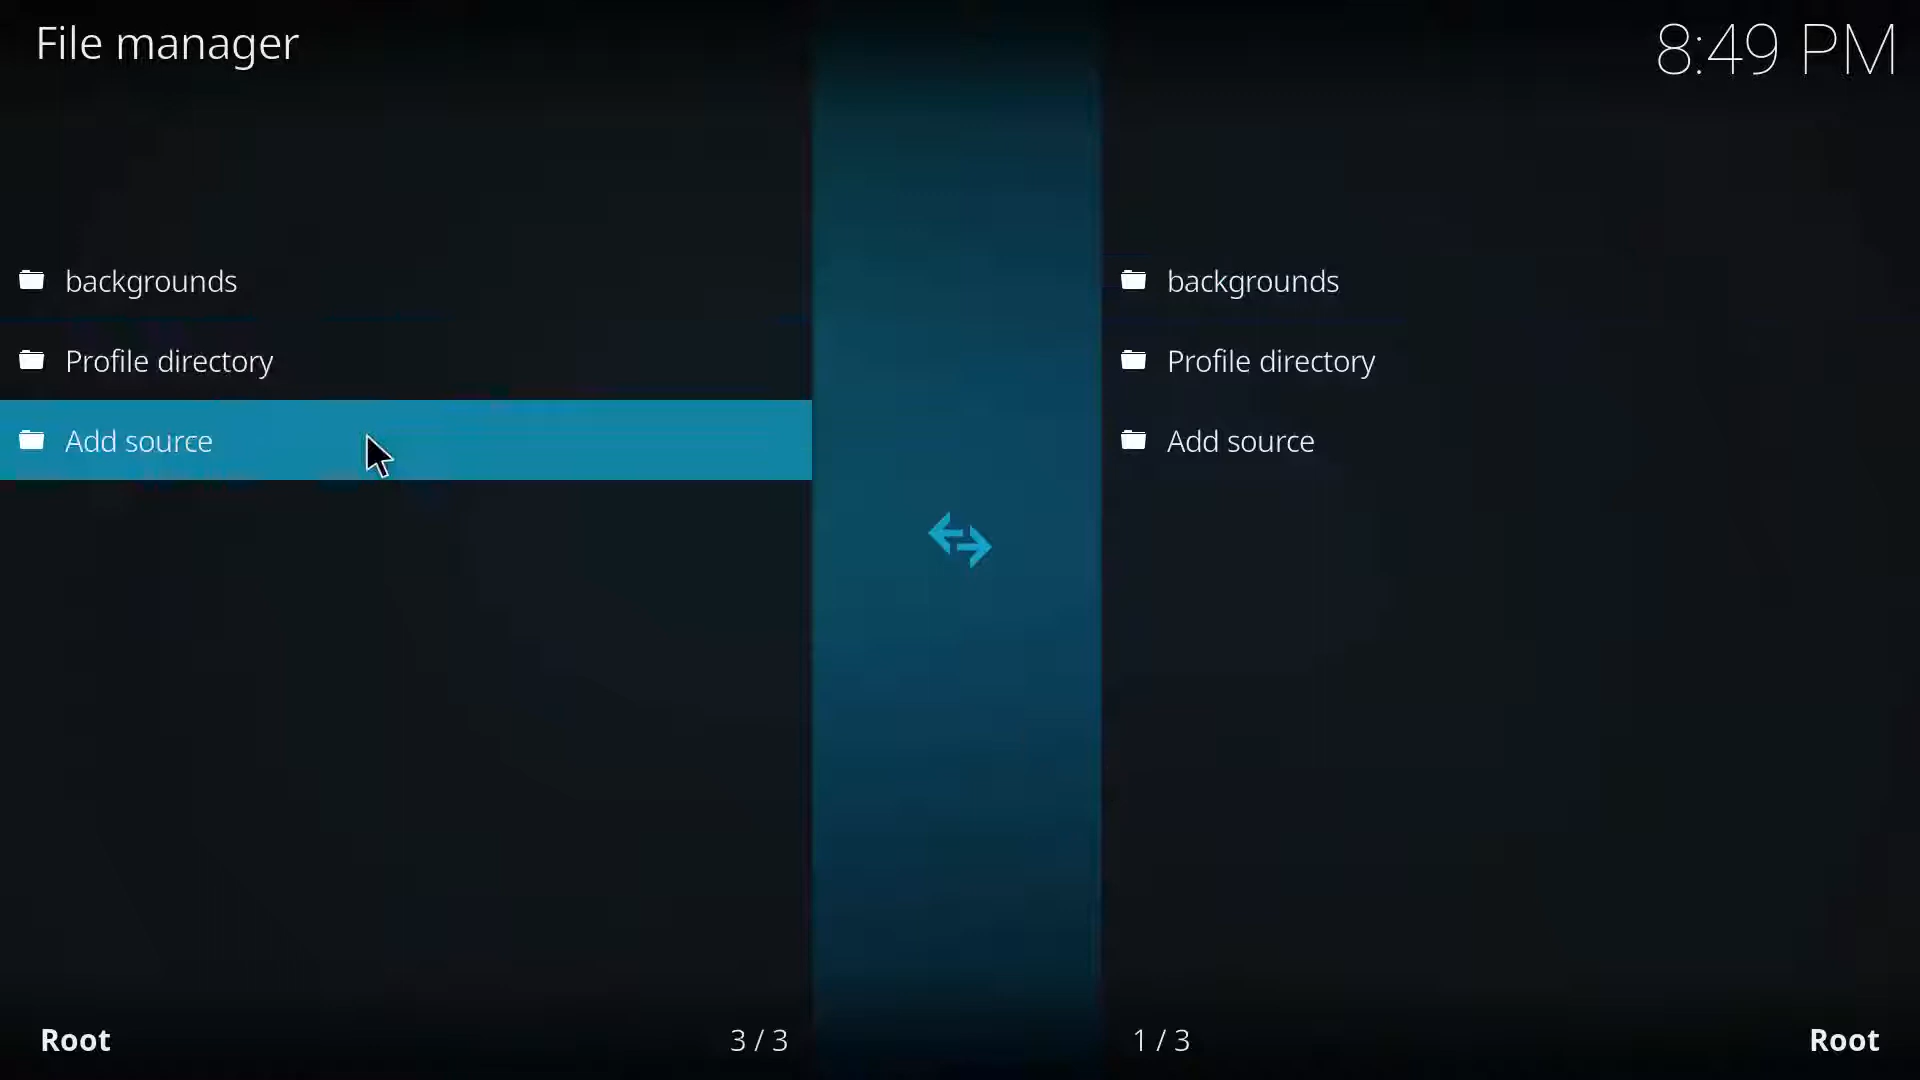 File manager
8:49 PM
backgrounds
Profile directory
Add source
backgrounds
Profile directory
Add source
Root
3 / 3
1 / 3
Root